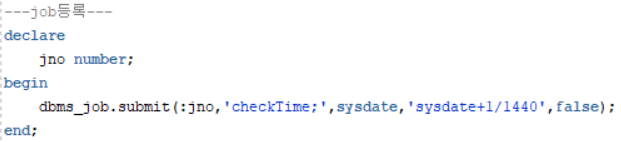 ---job등록---
declare
    jno number;
begin
    dbms_job.submit(:jno,'checkTime;',sysdate,'sysdate+1/1440',false);
end;